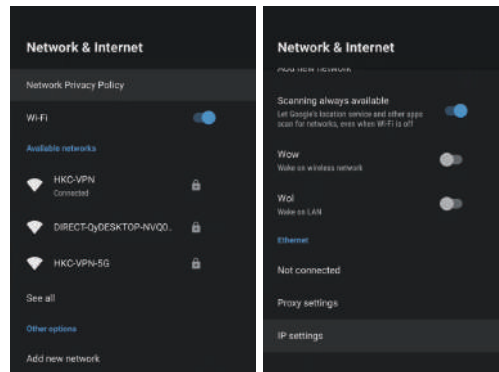 Network & Internet
Network Privacy Policy
Wi-Fi
Available networks
HKC-VPN
Connected
DIRECT-QyDESKTOP-NVQ0..
HKC-VPN-5G
See all
Other options
Add new network
Network & Internet
Add new network
Scanning always available
Let Google's location service and other apps
scan for networks, even when Wi-Fi is off
Wow
Wake on wireless network
Wol
Wake on LAN
Ethernet
Not connected
Proxy settings
IP settings